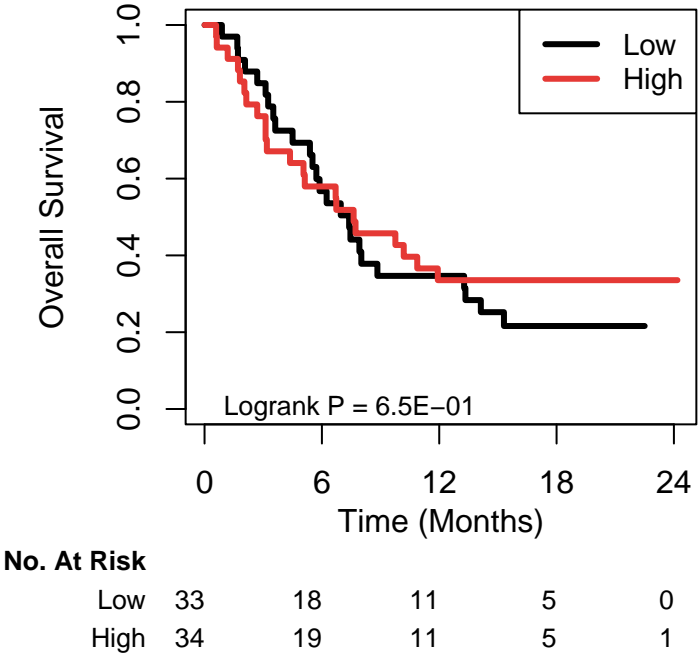 Low
High
Overall Survival
1.0
0.8
0.6
0.4
0.2
0.0
Logrank P = 6.5E−01
0 6 12 18 24
Time (Months)
No. At Risk
Low 33 18 11 5 0
High 34 19 11 5 1